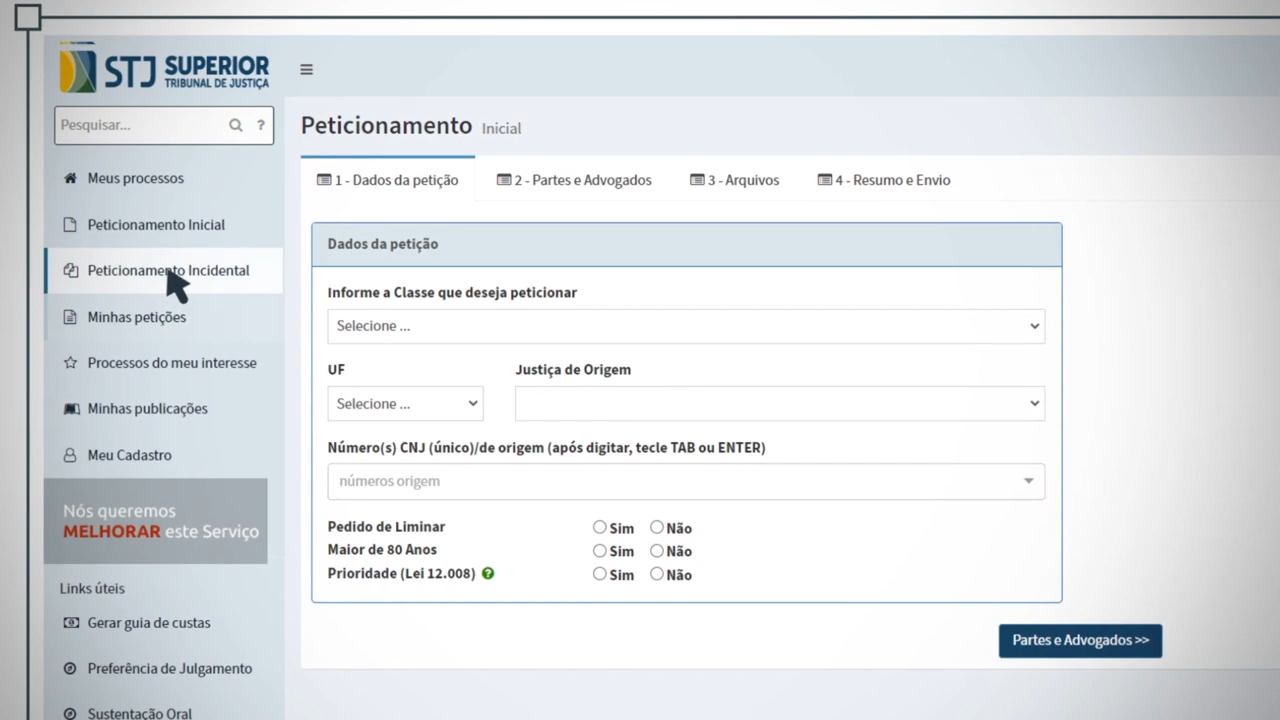 STJ SUPERIOR
TRIBUNAL DE JUSTIÇA
Pesquisar... ?
Meus processos
Peticionamento Inicial
Peticionamento Incidental
Minhas petições
Processos do meu interesse
Minhas publicações
Meu Cadastro
Nós queremos
MELHORAR este Serviço
Links úteis
Gerar guia de custas
Preferência de Julgamento
Sustentação Oral
Peticionamento Inicial
1 - Dados da petição
2 - Partes e Advogados
3 - Arquivos
4 - Resumo e Envio
Dados da petição
Informe a Classe que deseja peticionar
Selecione ...
UF
Justiça de Origem
Selecione ...
Número(s) CNJ (único)/de origem (após digitar, tecle TAB ou ENTER)
números origem
Pedido de Liminar Sim Não
Maior de 80 Anos Sim Não
Prioridade (Lei 12.008) ? Sim Não
Partes e Advogados >>